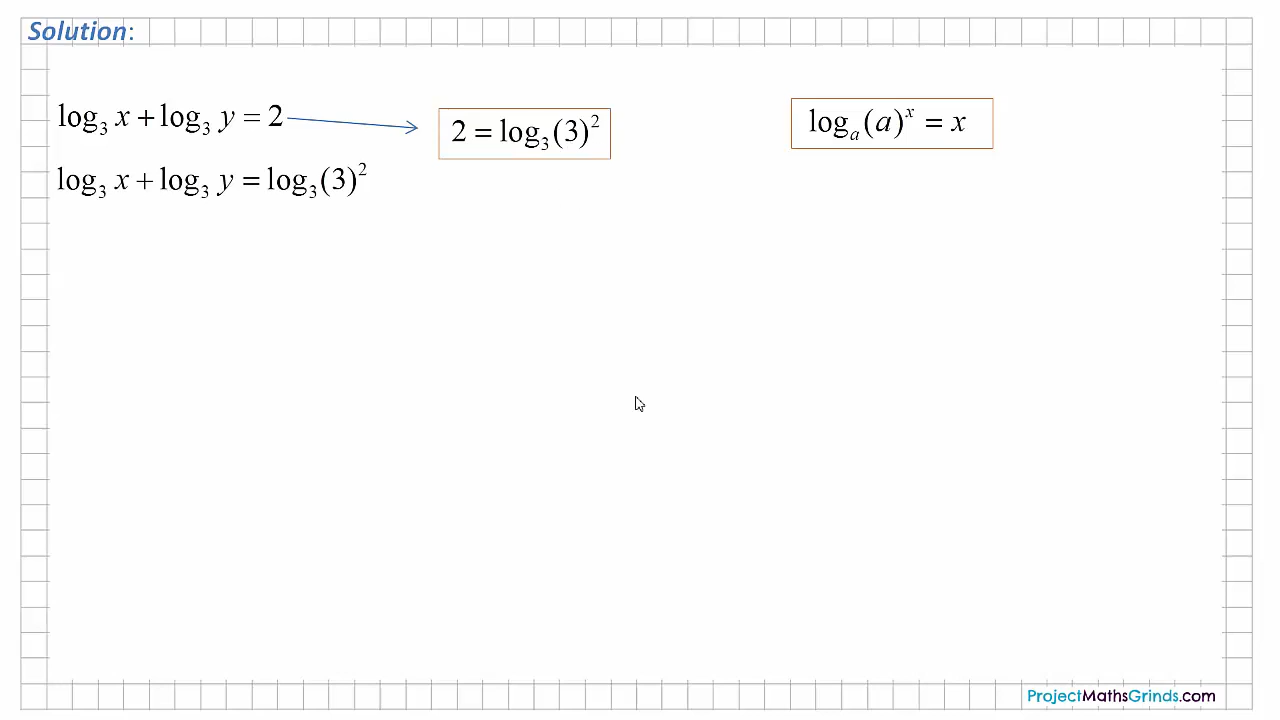 Solution:
log₃ x + log₃ y = 2
2 = log₃(3)²
logₐ(a)ˣ = x
log₃ x + log₃ y = log₃(3)²
ProjectMathsGrinds.com